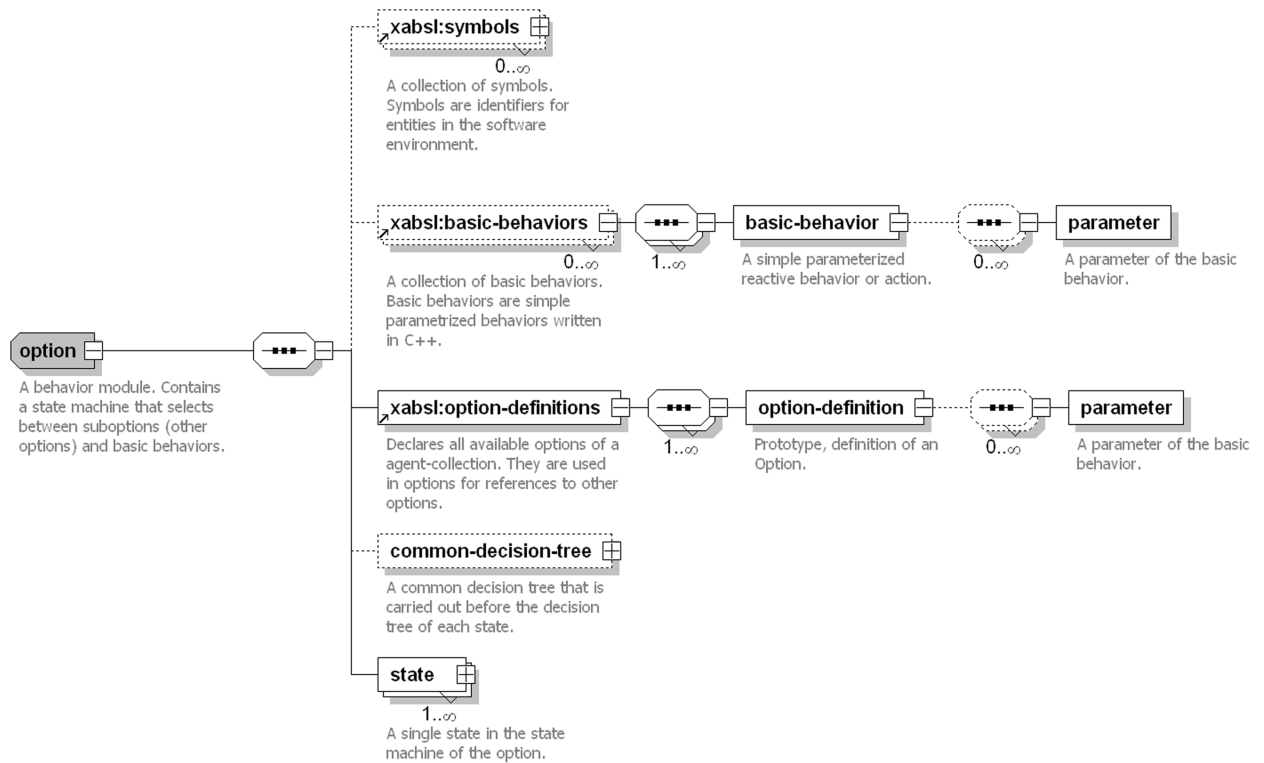 xabsl:symbols
0..∞
A collection of symbols.
Symbols are identifiers for
entities in the software
environment.
xabsl:basic-behaviors
0..∞
A collection of basic behaviors.
Basic behaviors are simple
parametrized behaviors written
in C++.
1..∞
basic-behavior
A simple parameterized
reactive behavior or action.
0..∞
parameter
A parameter of the basic
behavior.
option
A behavior module. Contains
a state machine that selects
between suboptions (other
options) and basic behaviors.
xabsl:option-definitions
Declares all available options of a
agent-collection. They are used
in options for references to other
options.
1..∞
option-definition
Prototype, definition of an
Option.
0..∞
parameter
A parameter of the basic
behavior.
common-decision-tree
A common decision tree that is
carried out before the decision
tree of each state.
state
1..∞
A single state in the state
machine of the option.